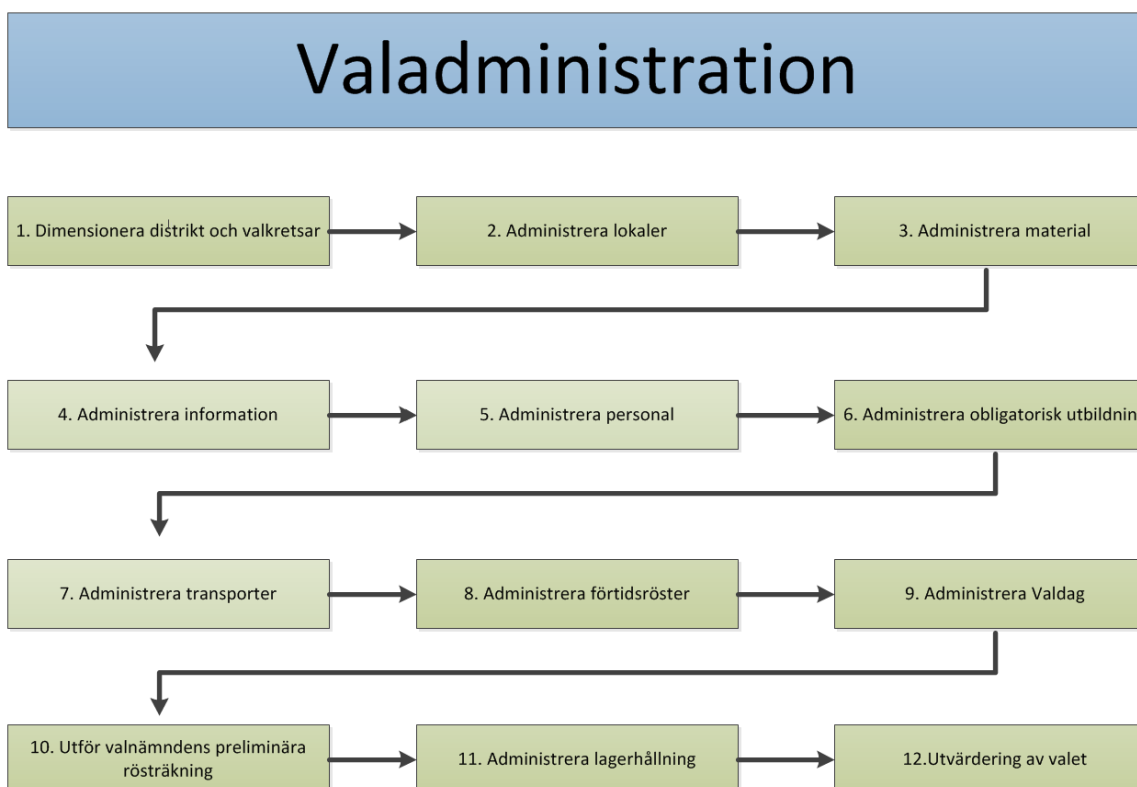 Valadministration
1. Dimensionera distrikt och valkretsar
2. Administrera lokaler
3. Administrera material
4. Administrera information
5. Administrera personal
6. Administrera obligatorisk utbildnin
7. Administrera transporter
8. Administrera förtidsröster
9. Administrera Valdag
10. Utför valnämndens preliminära
rösträkning
11. Administrera lagerhållning
12.Utvärdering av valet